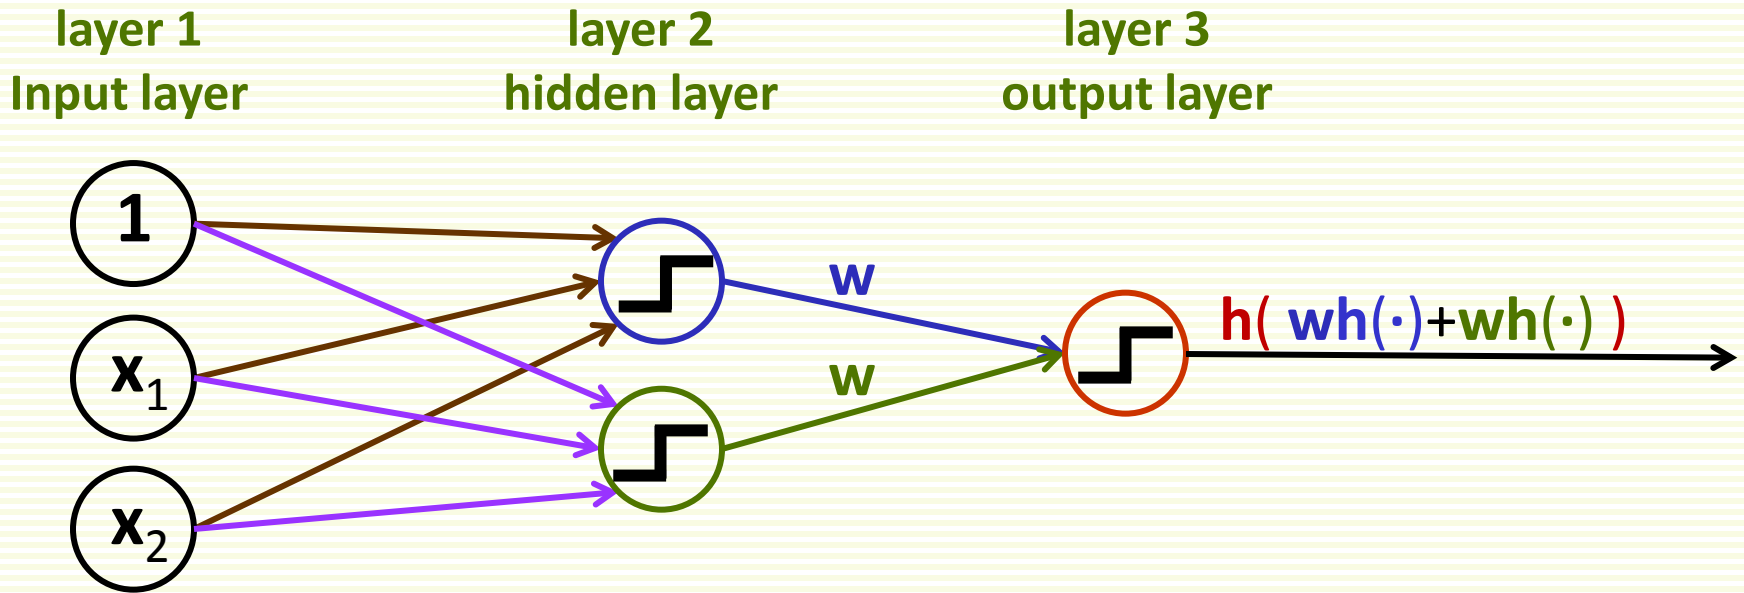 layer 1
Input layer
layer 2
hidden layer
layer 3
output layer
1
x₁
x₂
w
w
h( wh(·)+wh(·) )